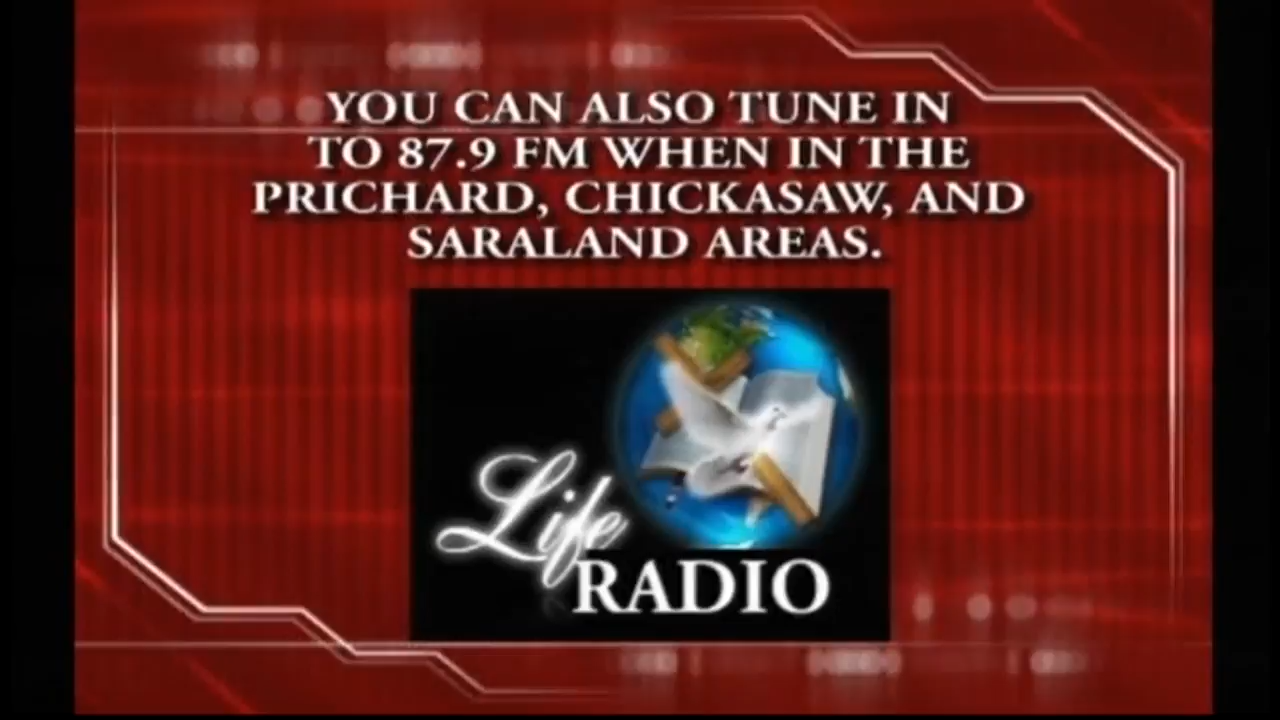 YOU CAN ALSO TUNE IN
TO 87.9 FM WHEN IN THE
PRICHARD, CHICKASAW, AND
SARALAND AREAS.
Life
RADIO